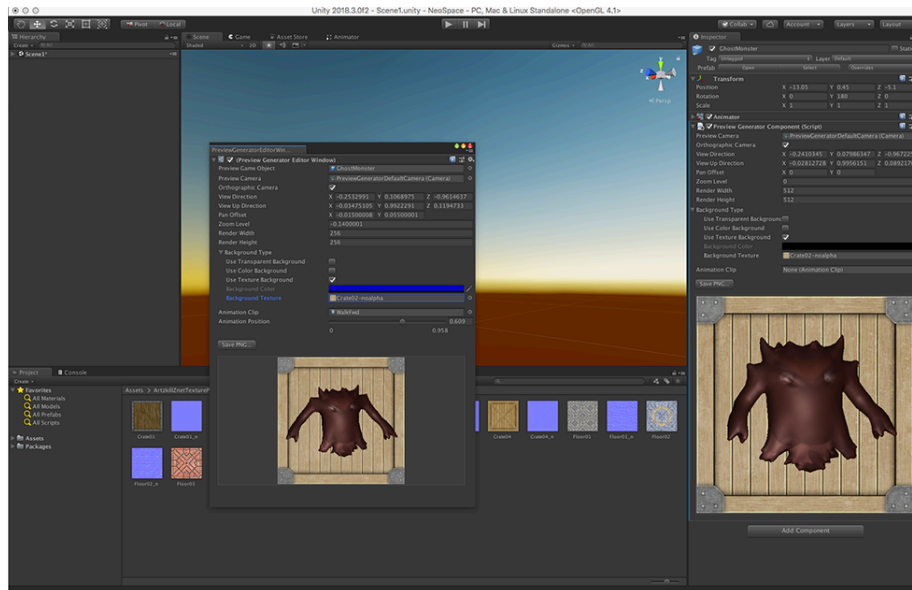 Unity 2018.3.0f2 - Scene1.unity - NeoSpace - PC, Mac & Linux Standalone <OpenGL 4.1>
Pivot Local Collab Account Layers Layout
Hierarchy Scene Game Asset Store Animator Inspector
Create Shaded 2D Gizmos
Scene1*
GhostMonster
Tag Untagged Layer Default
Prefab Open Select Overrides
Transform
Position X -13.05 Y 0.45 Z -5.1
Rotation X 0 Y 180 Z 0
Scale X 1 Y 1 Z 1
Animator
Preview Generator Component (Script)
Preview Camera PreviewGeneratorDefaultCamera (Camera)
Orthographic Camera
View Direction X -0.2410345 Y 0.07986347 Z -0.967225
View Up Direction X -0.02812728 Y 0.9956151 Z 0.089217
Pan Offset X 0 Y 0
Zoom Level 0
Render Width 512
Render Height 512
Background Type
Use Transparent Background
Use Color Background
Use Texture Background
Background Color
Background Texture Crate02-noalpha
Animation Clip None (Animation Clip)
Save PNG...
Add Component
Persp
PreviewGeneratorEditorWin...
(Preview Generator Editor Window)
Preview Game Object GhostMonster
Preview Camera PreviewGeneratorDefaultCamera (Camera)
Orthographic Camera
View Direction X -0.2532991 Y 0.1068975 Z -0.9614637
View Up Direction X -0.03475105 Y 0.9922291 Z 0.1194733
Pan Offset X -0.01500008 Y 0.05500001
Zoom Level -0.1400001
Render Width 256
Render Height 256
Background Type
Use Transparent Background
Use Color Background
Use Texture Background
Background Color
Background Texture Crate02-noalpha
Animation Clip WalkFwd
Animation Position 0.609
0 0.958
Save PNG...
Project Console
Create
Favorites
All Materials
All Models
All Prefabs
All Scripts
Assets
Packages
Assets > ArtskillZnetTextureP
Crate01 Crate01_n Crate04 Crate04_n Floor01 Floor01_n Floor02
Floor02_n Floor03